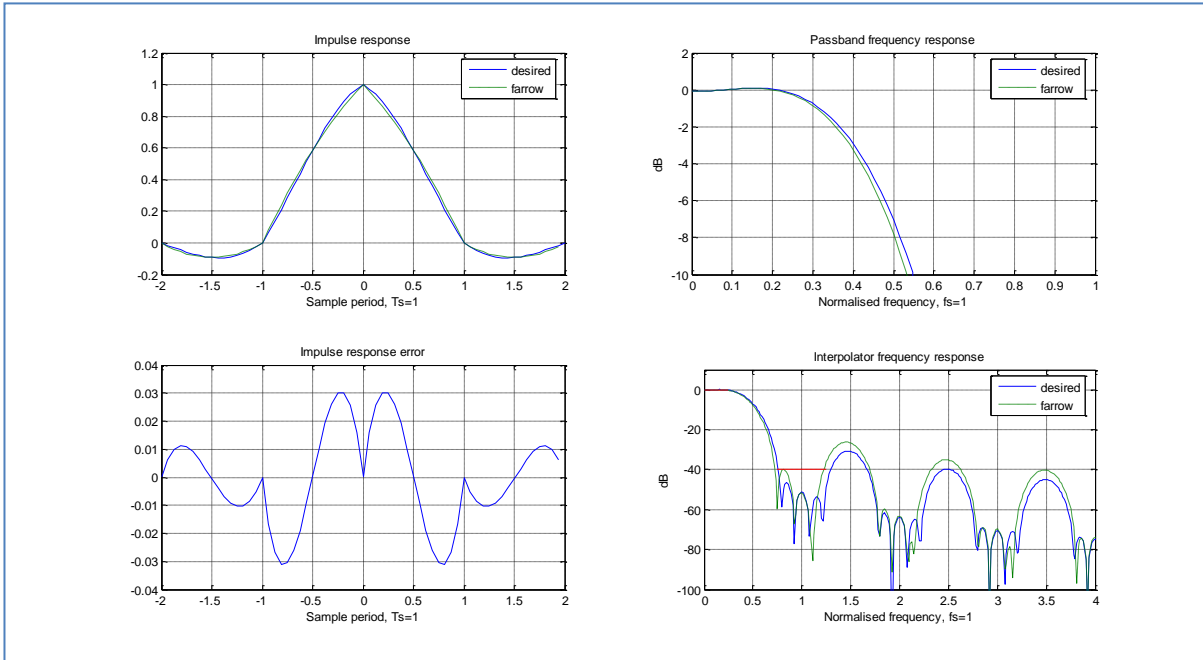 Impulse response
1.2
1
0.8
0.6
0.4
0.2
0
-0.2
-2 -1.5 -1 -0.5 0 0.5 1 1.5 2
Sample period, Ts=1
desired
farrow
Passband frequency response
2
0
-2
-4
-6
-8
-10
dB
0 0.1 0.2 0.3 0.4 0.5 0.6 0.7 0.8 0.9 1
Normalised frequency, fs=1
desired
farrow
Impulse response error
0.04
0.03
0.02
0.01
0
-0.01
-0.02
-0.03
-0.04
-2 -1.5 -1 -0.5 0 0.5 1 1.5 2
Sample period, Ts=1
Interpolator frequency response
0
-20
-40
-60
-80
-100
dB
0 0.5 1 1.5 2 2.5 3 3.5 4
Normalised frequency, fs=1
desired
farrow